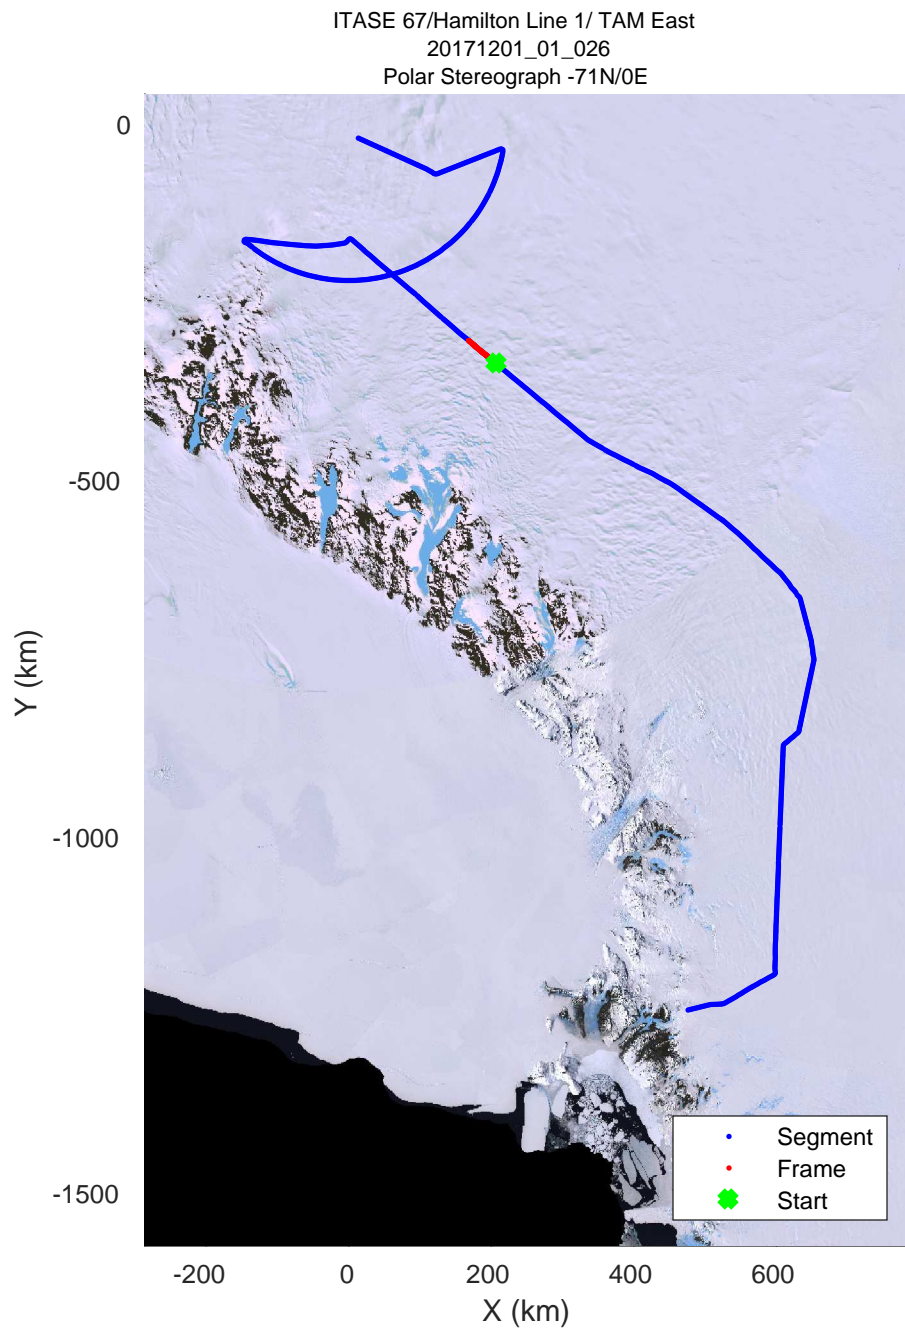 ITASE 67/Hamilton Line 1/ TAM East
20171201_01_026
Polar Stereograph -71N/0E
0
-500
-1000
-1500
Y (km)
-200
0
200
400
600
X (km)
Segment
Frame
Start